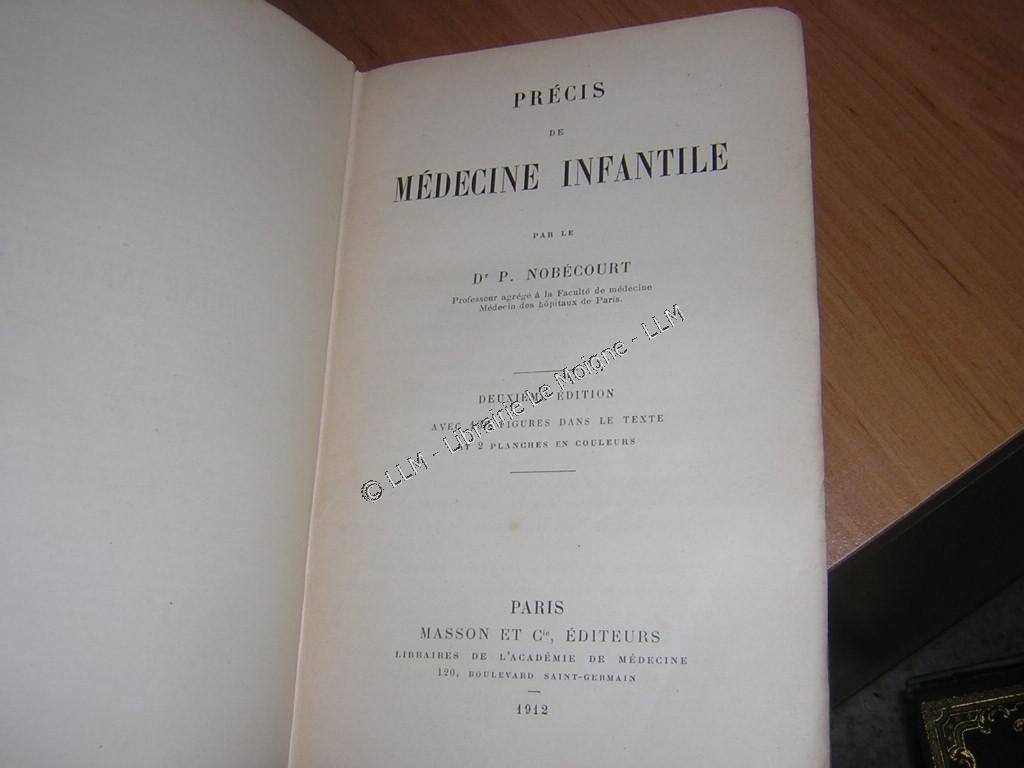 PRÉCIS
DE
MÉDECINE INFANTILE
PAR LE
Dr P. NOBÉCOURT
Professeur agrégé à la Faculté de médecine
Médecin des hôpitaux de Paris.
DEUXIÈME ÉDITION
AVEC FIGURES DANS LE TEXTE
ET 2 PLANCHES EN COULEURS
© LLM - Librairie Le Moigne - LLM
PARIS
MASSON ET Cie, ÉDITEURS
LIBRAIRES DE L'ACADÉMIE DE MÉDECINE
120, BOULEVARD SAINT-GERMAIN
1912